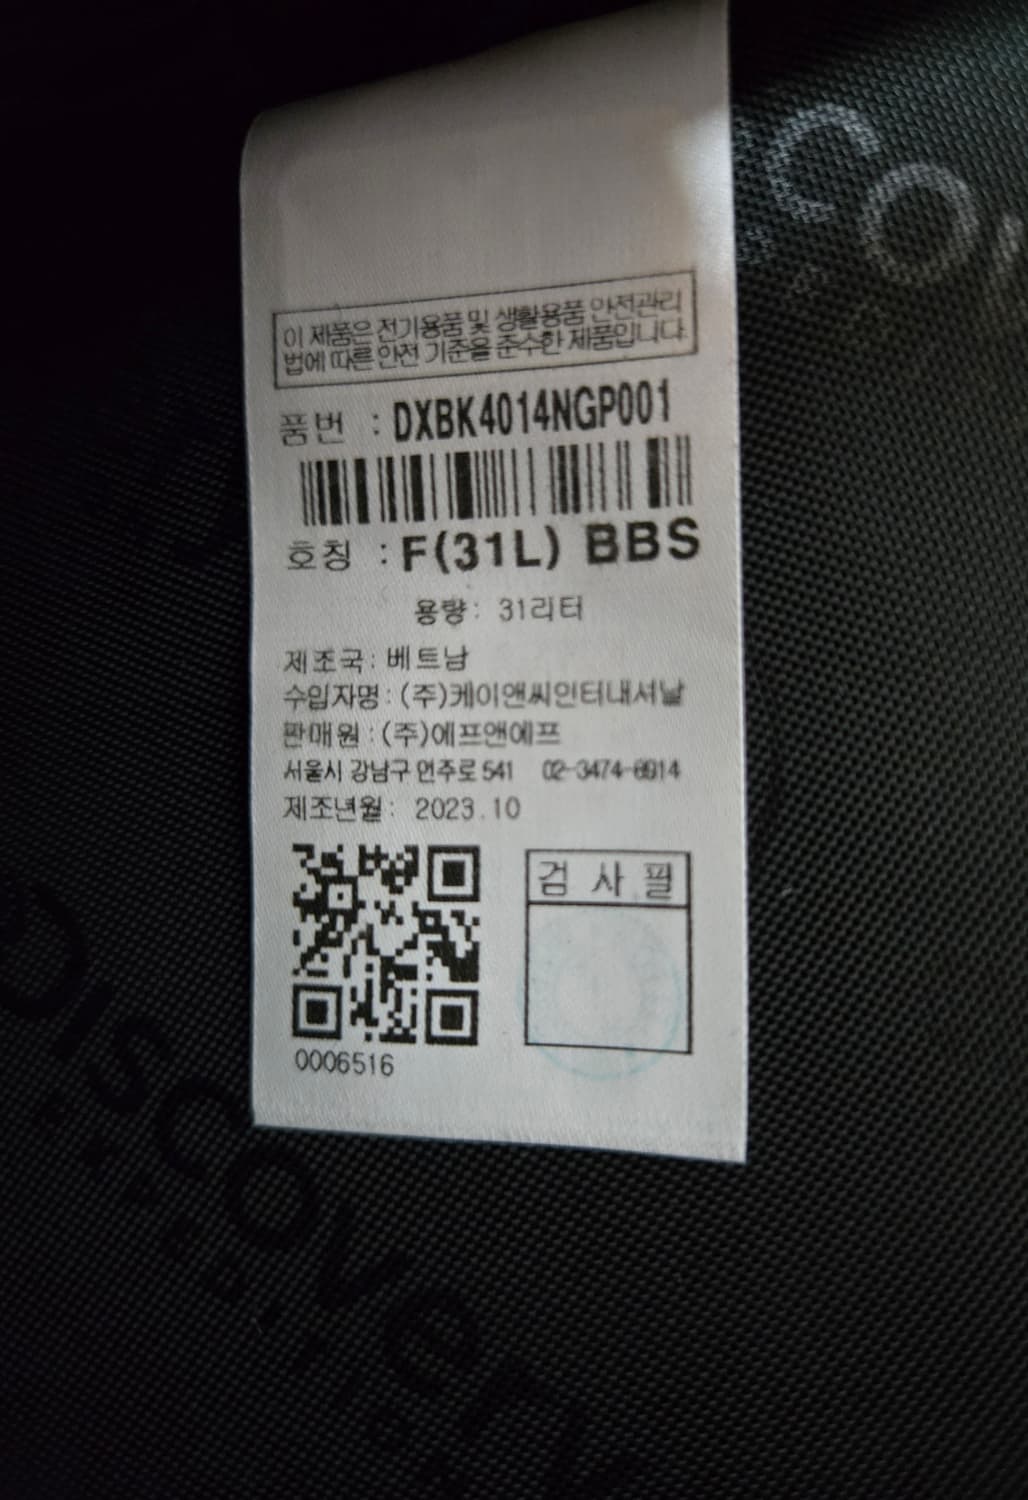 이 제품은 전기용품 및 생활용품 안전관리
법에 따른 안전 기준을 준수한 제품입니다.
품번 : DXBK4014NGP001
호칭 : F(31L) BBS
용량: 31리터
제조국: 베트남
수입자명: (주)케이앤씨인터내셔날
판매원 : (주)에프앤에프
서울시 강남구 언주로 541 02-3474-6914
제조년월: 2023.10
검사필
0006516